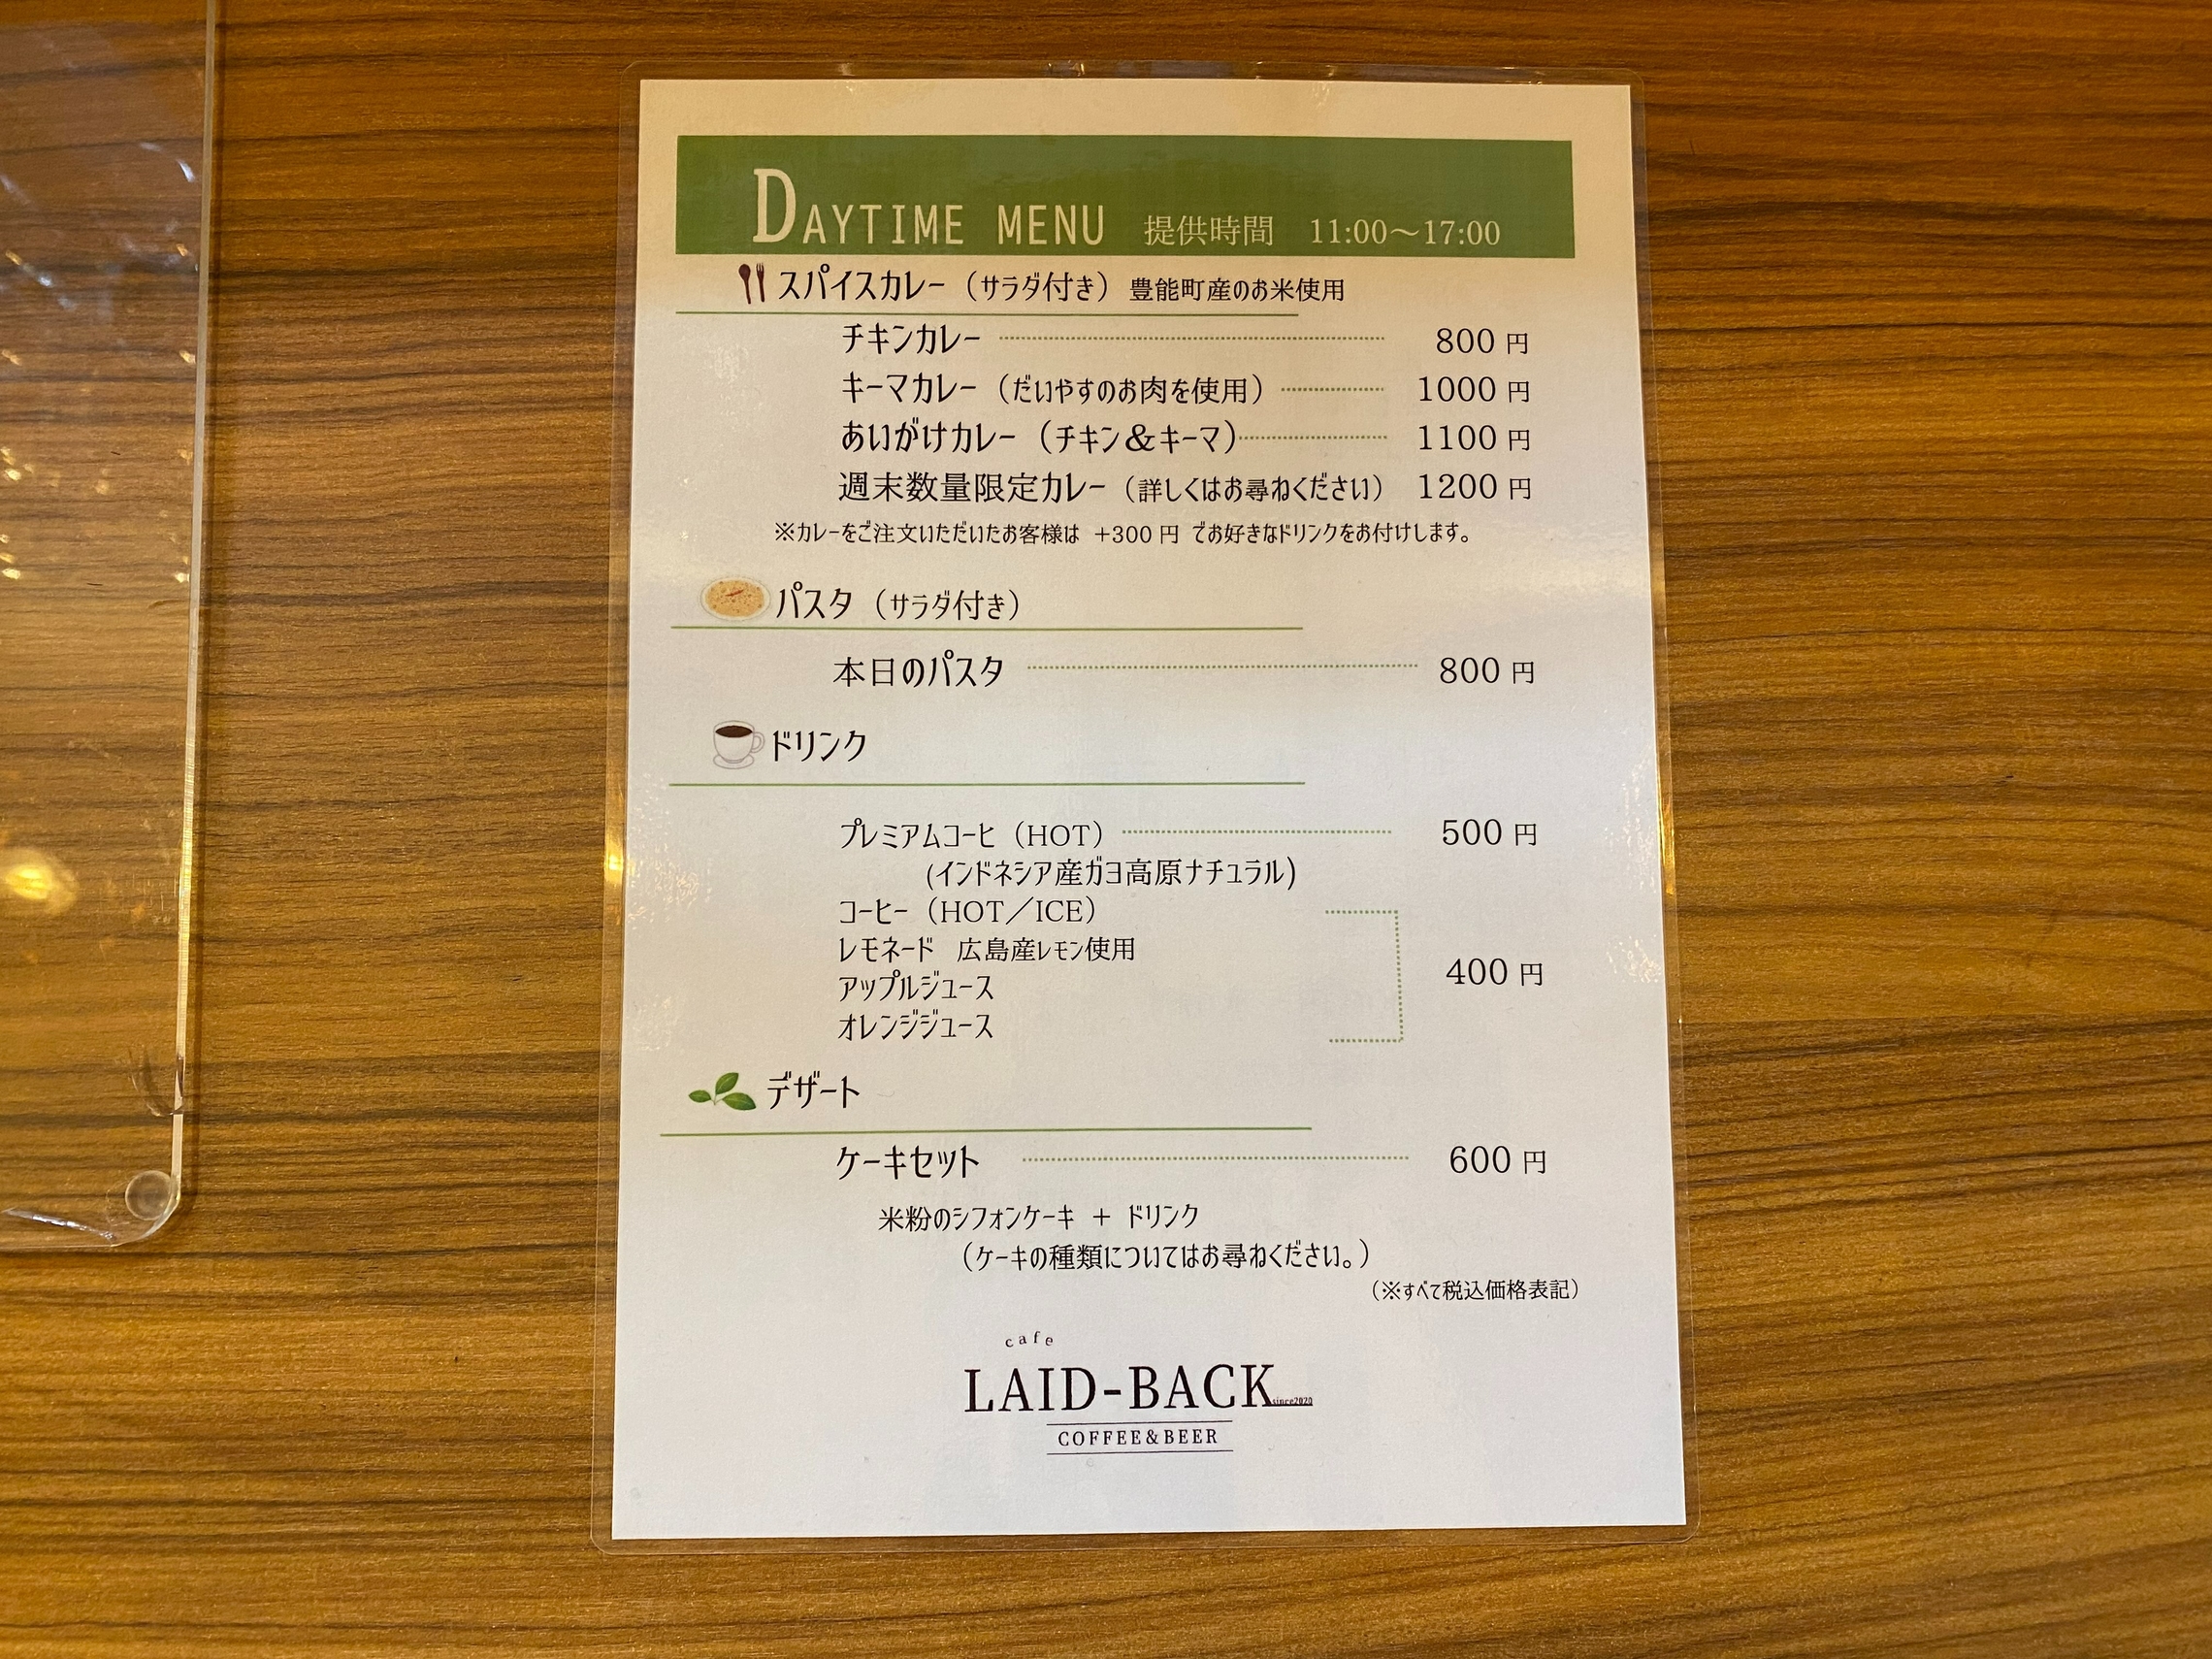 DAYTIME MENU 提供時間 11:00～17:00
スパイスカレー（サラダ付き）豊能町産のお米使用
チキンカレー 800 円
キーマカレー（だいやすのお肉を使用） 1000 円
あいがけカレー（チキン＆キーマ） 1100 円
週末数量限定カレー（詳しくはお尋ねください） 1200 円
※カレーをご注文いただいたお客様は +300 円 でお好きなドリンクをお付けします。
パスタ（サラダ付き）
本日のパスタ 800 円
ドリンク
プレミアムコーヒ（HOT） 500 円
(インドネシア産ガヨ高原ナチュラル)
コーヒー（HOT／ICE）
レモネード 広島産レモン使用
400 円
アップルジュース
オレンジジュース
デザート
ケーキセット 600 円
米粉のシフォンケーキ ＋ ドリンク
（ケーキの種類についてはお尋ねください。）
（※すべて税込価格表記）
cafe
LAID-BACK since2020
COFFEE&BEER